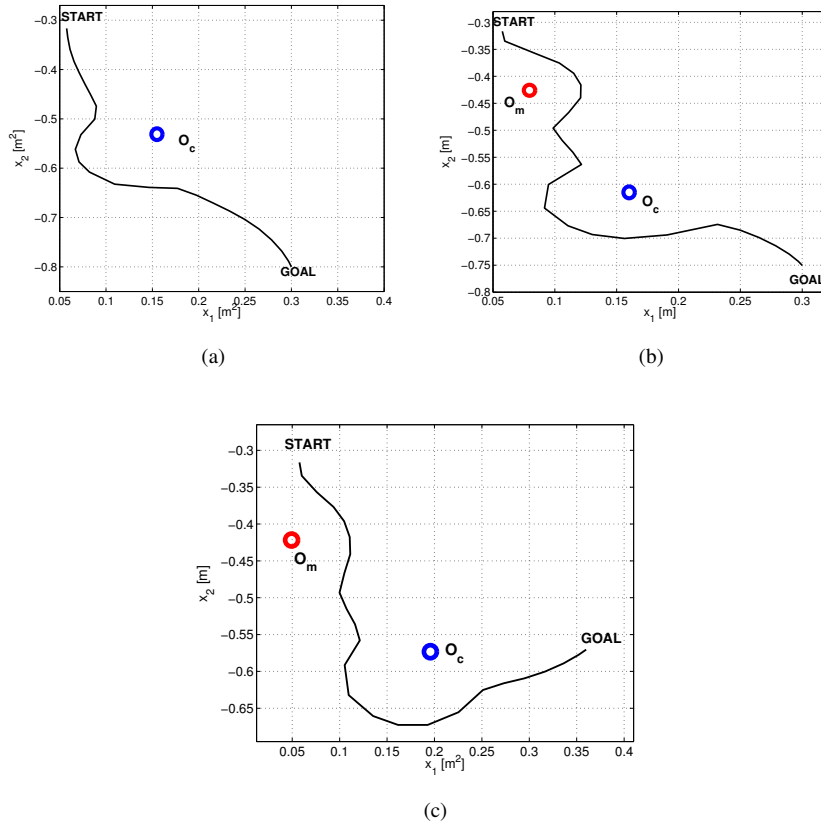 START
−0.3
−0.4
−0.5
−0.6
−0.7
−0.8
x_2 [m^2]
O_c
GOAL
0.05 0.1 0.15 0.2 0.25 0.3 0.35 0.4
x_1 [m^2]
(a)
−0.3
−0.35
−0.4
−0.45
−0.5
−0.55
−0.6
−0.65
−0.7
−0.75
−0.8
x_2 [m]
START
O_m
O_c
GOAL
0.05 0.1 0.15 0.2 0.25 0.3
x_1 [m]
(b)
−0.3
−0.35
−0.4
−0.45
−0.5
−0.55
−0.6
−0.65
x_2 [m]
START
O_m
O_c
GOAL
0.05 0.1 0.15 0.2 0.25 0.3 0.35 0.4
x_1 [m^2]
(c)